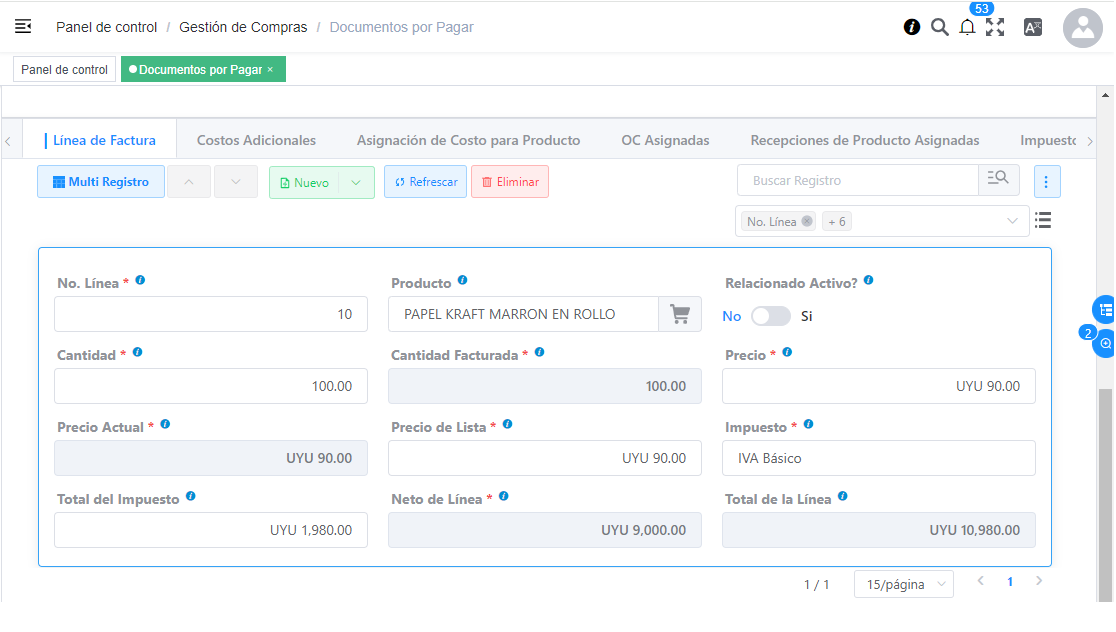 53
Panel de control / Gestión de Compras / Documentos por Pagar
Panel de control
Documentos por Pagar ×
Línea de Factura Costos Adicionales Asignación de Costo para Producto OC Asignadas Recepciones de Producto Asignadas Impuesto
Multi Registro Nuevo Refrescar Eliminar Buscar Registro
No. Línea + 6
No. Línea * Producto Relacionado Activo?
10 PAPEL KRAFT MARRON EN ROLLO No Si
2
Cantidad * Cantidad Facturada * Precio *
100.00 100.00 UYU 90.00
Precio Actual * Precio de Lista * Impuesto *
UYU 90.00 UYU 90.00 IVA Básico
Total del Impuesto Neto de Línea * Total de la Línea
UYU 1,980.00 UYU 9,000.00 UYU 10,980.00
1 / 1 15/página 1